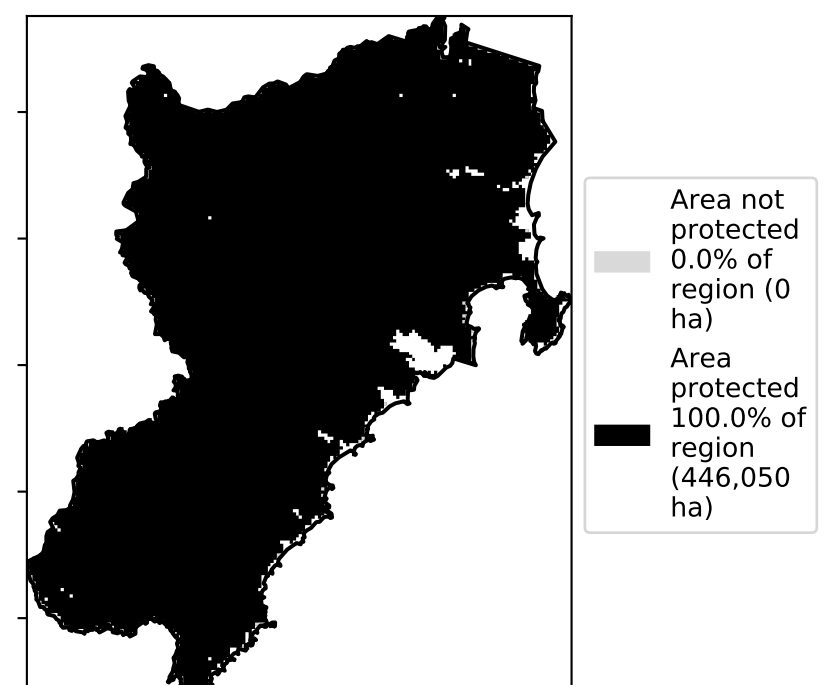 Area not
protected
0.0% of
region (0
ha)
Area
protected
100.0% of
region
(446,050
ha)